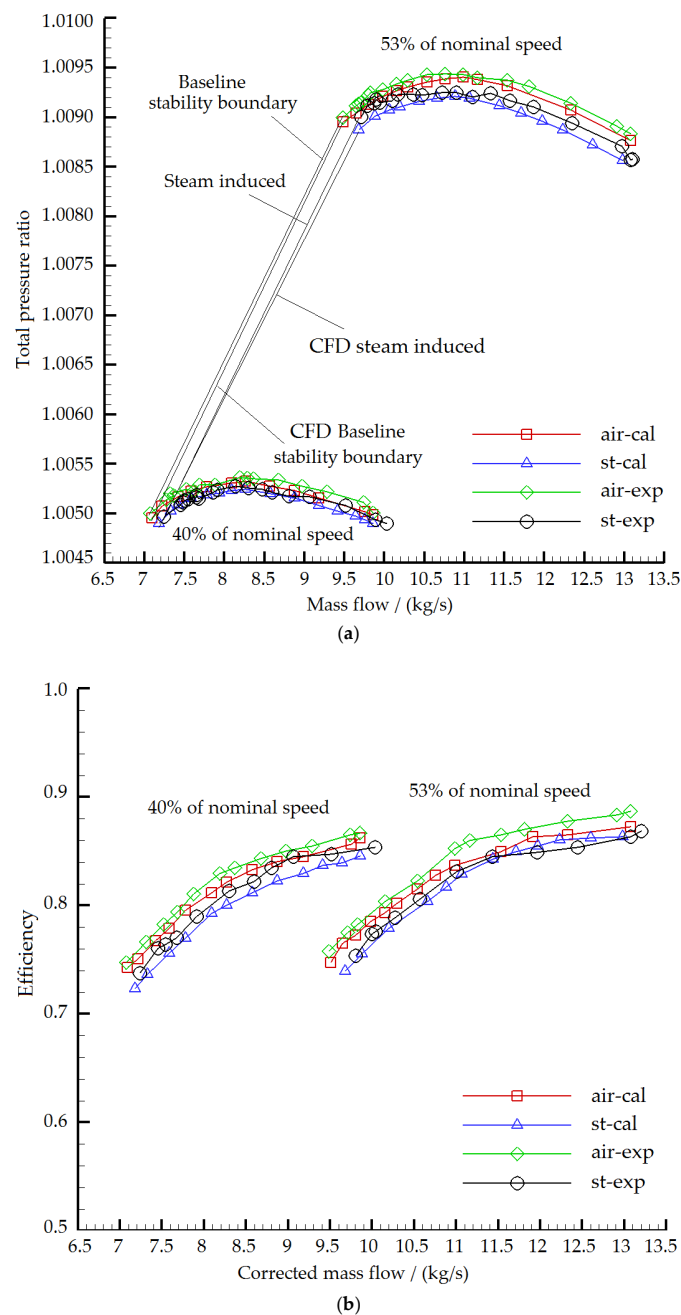 1.0100
1.0095
1.0090
1.0085
1.0080
1.0075
1.0070
1.0065
1.0060
1.0055
1.0050
1.0045
Total pressure ratio
53% of nominal speed
Baseline
stability boundary
Steam induced
CFD steam induced
CFD Baseline
stability boundary
40% of nominal speed
air-cal
st-cal
air-exp
st-exp
6.5 7 7.5 8 8.5 9 9.5 10 10.5 11 11.5 12 12.5 13 13.5
Mass flow / (kg/s)
(a)
1.0
0.9
0.8
0.7
0.6
0.5
Efficiency
40% of nominal speed
53% of nominal speed
air-cal
st-cal
air-exp
st-exp
6.5 7 7.5 8 8.5 9 9.5 10 10.5 11 11.5 12 12.5 13 13.5
Corrected mass flow / (kg/s)
(b)